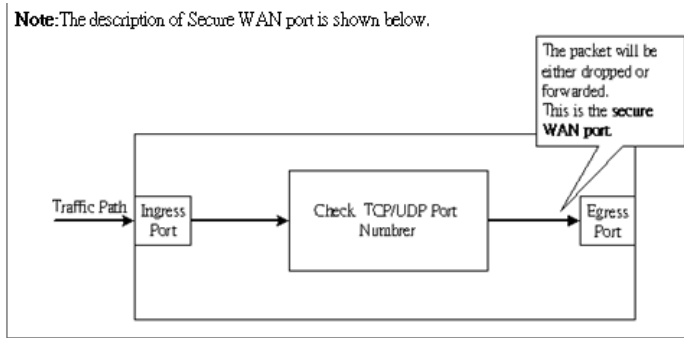 Note:The description of Secure WAN port is shown below.
The packet will be
either dropped or
forwarded.
This is the secure
WAN port.
Traffic Path
Ingress
Port
Check TCP/UDP Port
Numbrer
Egress
Port